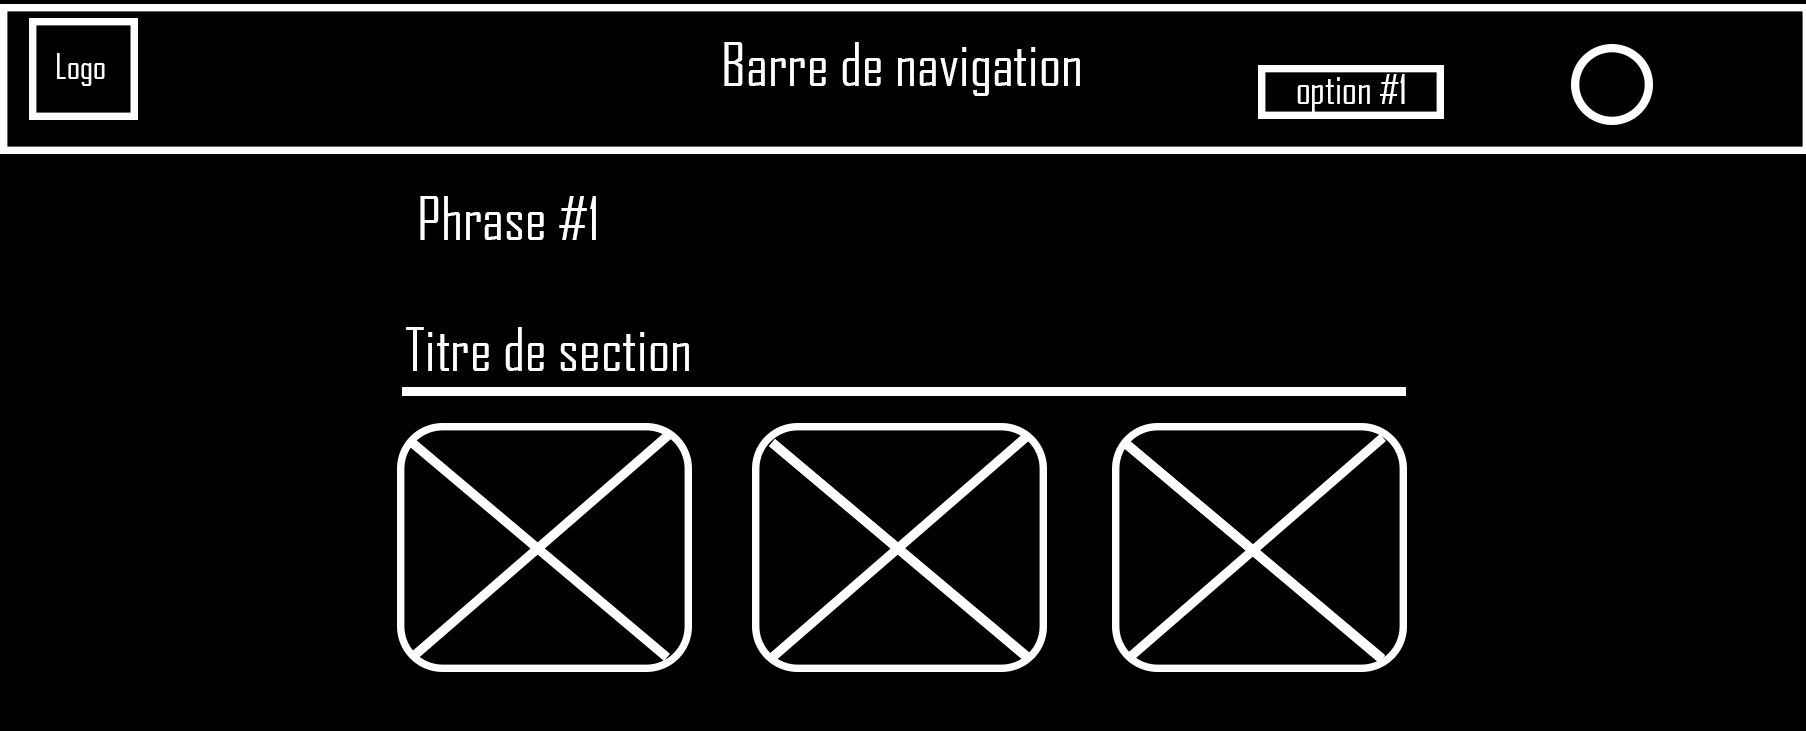 Logo
Barre de navigation
option #1
Phrase #1
Titre de section